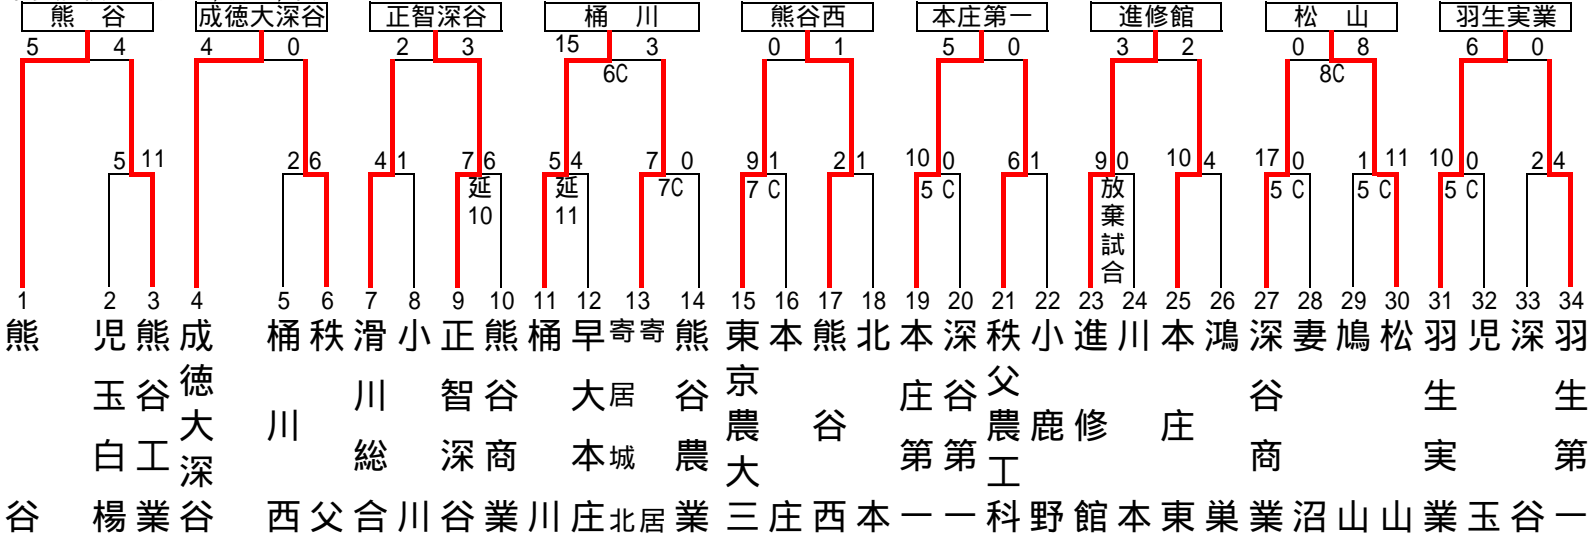 熊　谷　成徳大深谷　正智深谷　桶　川　熊谷西　本庄第一　進修館　松　山　羽生実業
5 4 4 0 2 3 15 3 0 1 5 0 3 2 0 8 6 0
6C 8C
5 11 2 6 4 1 7 6 5 4 7 0 9 1 2 1 10 0 6 1 9 0 10 4 17 0 1 11 10 0 2 4
延10 延11 7C 7C 5C 放棄試合 5C 5C 5C
1 2 3 4 5 6 7 8 9 10 11 12 13 14 15 16 17 18 19 20 21 22 23 24 25 26 27 28 29 30 31 32 33 34
熊谷
児玉白楊
熊谷工業
成徳大深谷
桶川西
秩父
滑川総合
小川
正智深谷
熊谷商業
桶川
早大本庄
寄居城北
寄居
熊谷農業
東京農大三
本庄
熊谷西
北本
本庄第一
深谷第一
秩父農工科
小鹿野
進修館
川本
本庄東
鴻巣
深谷商業
妻沼
鳩山
松山
羽生実業
児玉
深谷
羽生第一